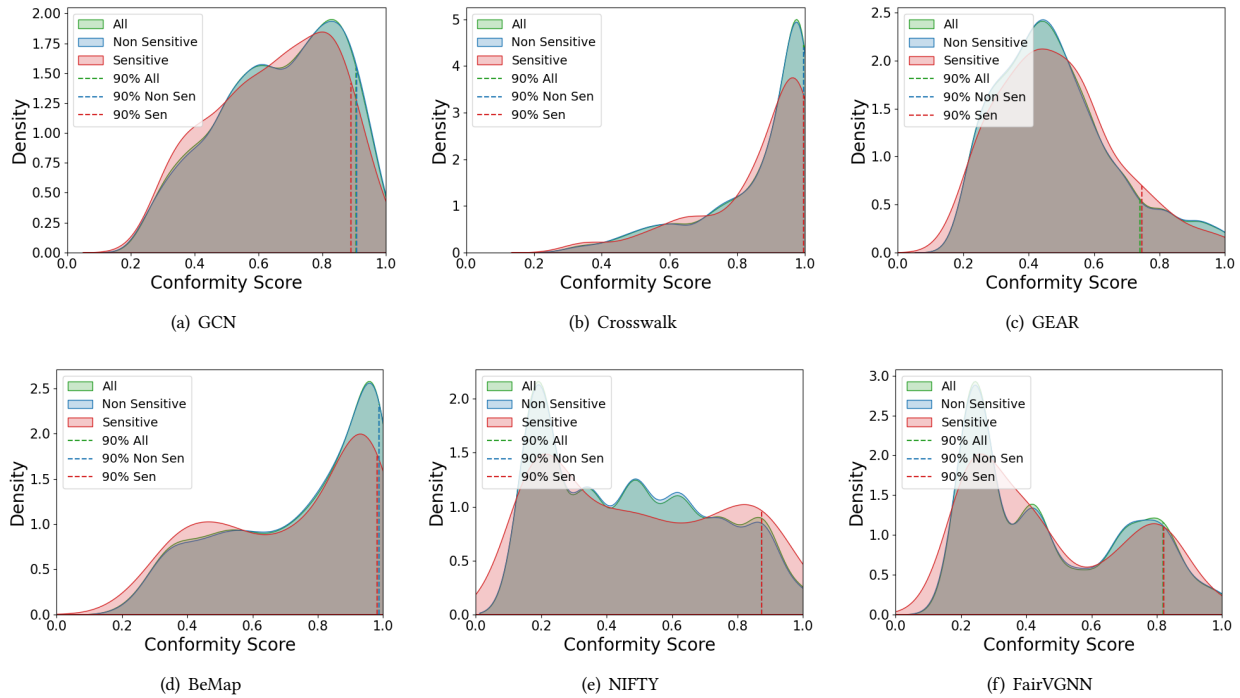 2.00
1.75
1.50
1.25
1.00
0.75
0.50
0.25
0.00
Density
All
Non Sensitive
Sensitive
90% All
90% Non Sen
90% Sen
0.0 0.2 0.4 0.6 0.8 1.0
Conformity Score
(a) GCN
5
4
3
2
1
0
Density
All
Non Sensitive
Sensitive
90% All
90% Non Sen
90% Sen
0.0 0.2 0.4 0.6 0.8 1.0
Conformity Score
(b) Crosswalk
2.5
2.0
1.5
1.0
0.5
0.0
Density
All
Non Sensitive
Sensitive
90% All
90% Non Sen
90% Sen
0.0 0.2 0.4 0.6 0.8 1.0
Conformity Score
(c) GEAR
2.5
2.0
1.5
1.0
0.5
0.0
Density
All
Non Sensitive
Sensitive
90% All
90% Non Sen
90% Sen
0.0 0.2 0.4 0.6 0.8 1.0
Conformity Score
(d) BeMap
2.0
1.5
1.0
0.5
0.0
Density
All
Non Sensitive
Sensitive
90% All
90% Non Sen
90% Sen
0.0 0.2 0.4 0.6 0.8 1.0
Conformity Score
(e) NIFTY
3.0
2.5
2.0
1.5
1.0
0.5
0.0
Density
All
Non Sensitive
Sensitive
90% All
90% Non Sen
90% Sen
0.0 0.2 0.4 0.6 0.8 1.0
Conformity Score
(f) FairVGNN